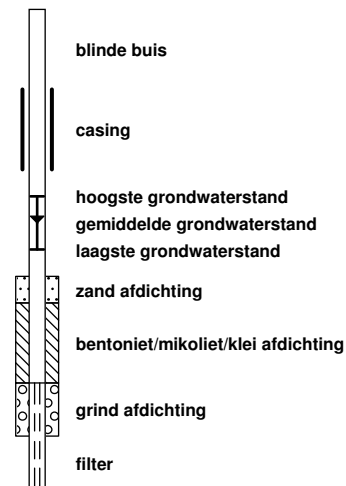 blinde buis
casing
hoogste grondwaterstand
gemiddelde grondwaterstand
laagste grondwaterstand
zand afdichting
bentoniet/mikoliet/klei afdichting
grind afdichting
filter